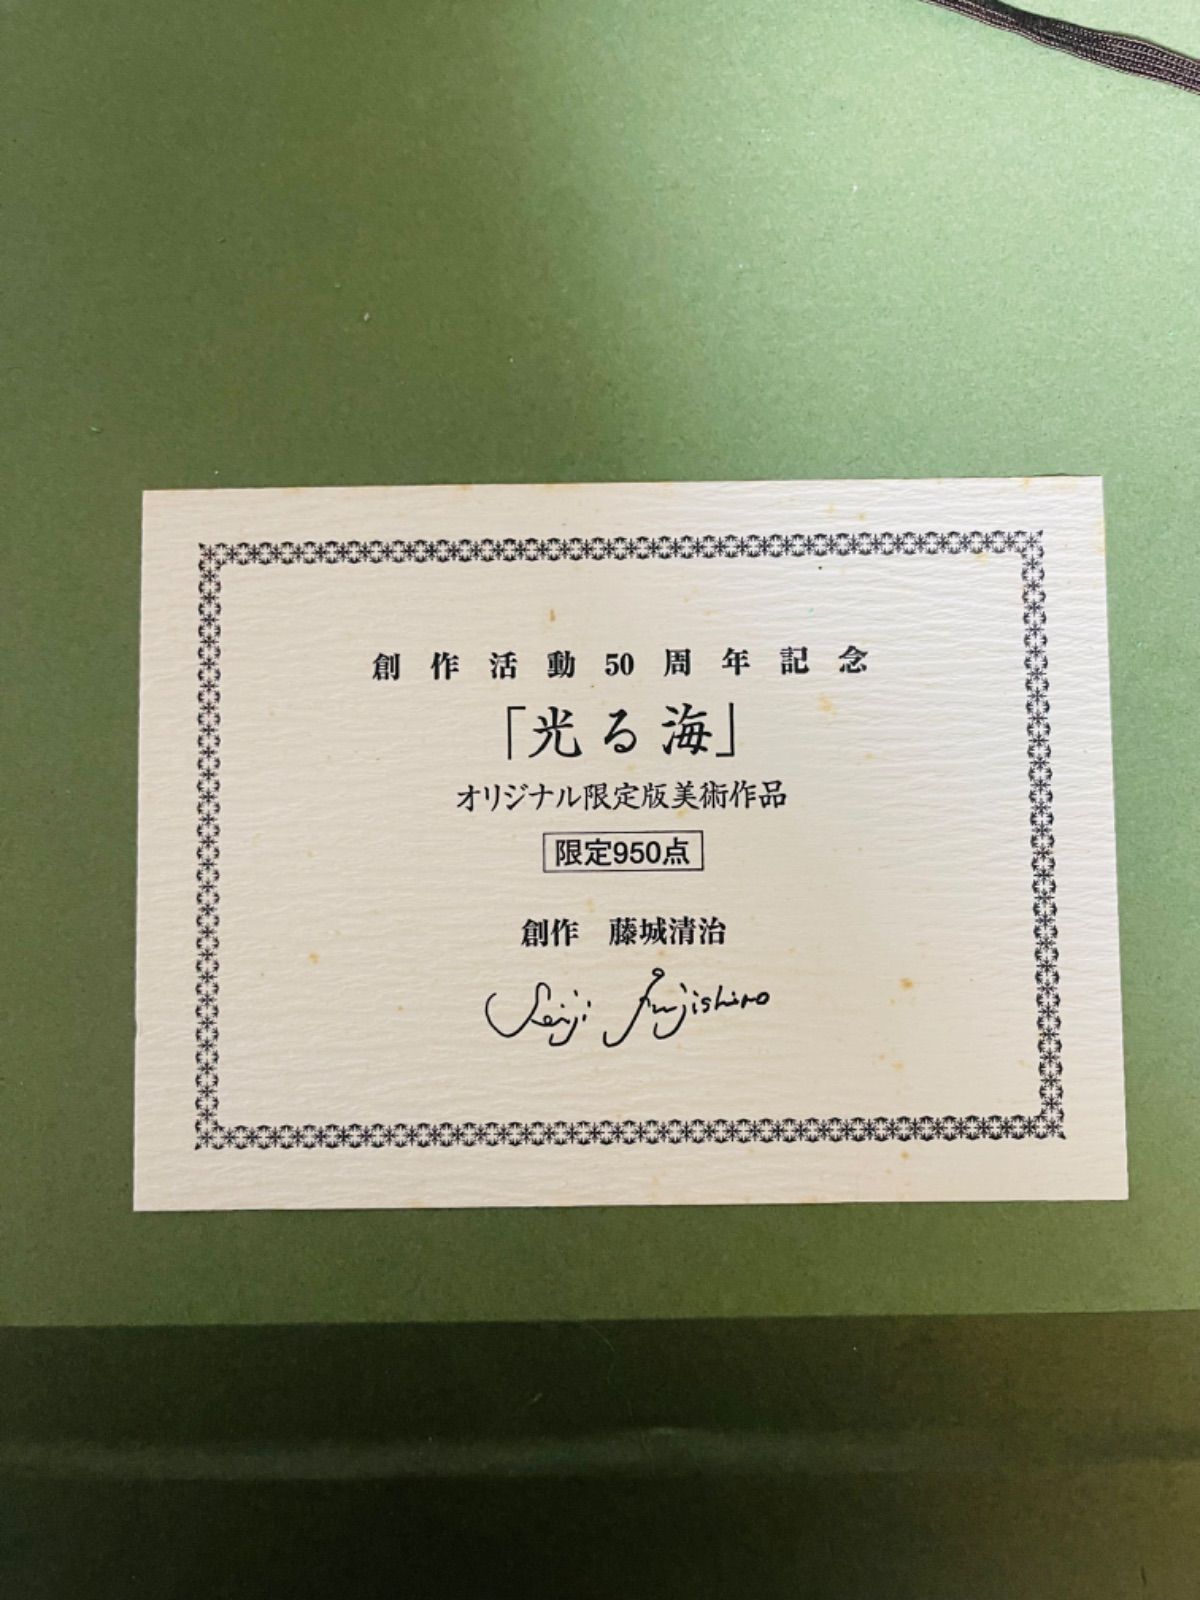 創作活動50周年記念
「光る海」
オリジナル限定版美術作品
限定950点
創作　藤城清治
Seiji Fujishiro